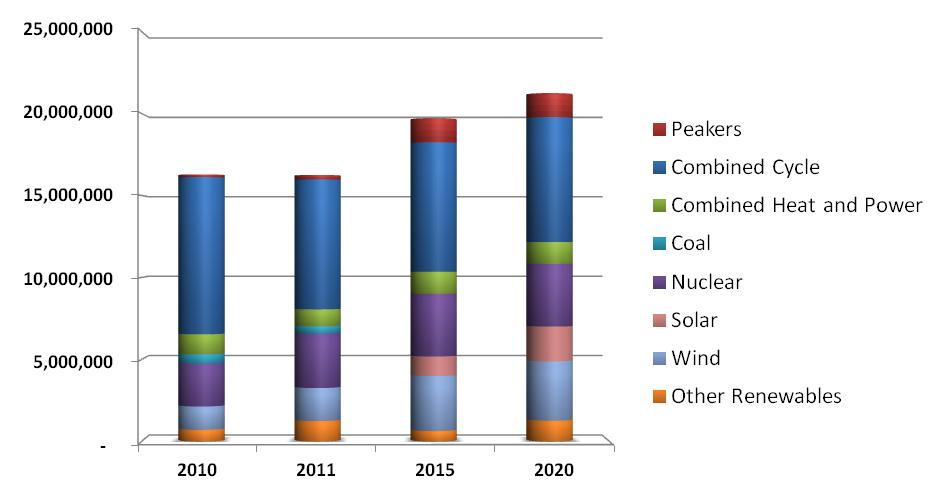 25,000,000
20,000,000
15,000,000
10,000,000
5,000,000
-
2010 2011 2015 2020
Peakers
Combined Cycle
Combined Heat and Power
Coal
Nuclear
Solar
Wind
Other Renewables